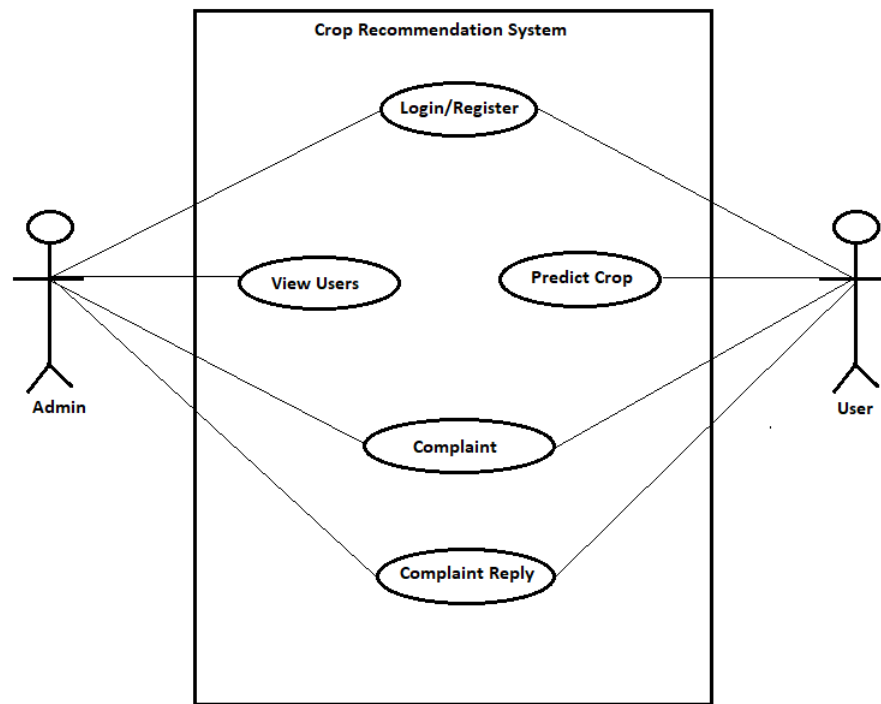 Crop Recommendation System
Login/Register
View Users
Predict Crop
Admin
User
Complaint
Complaint Reply